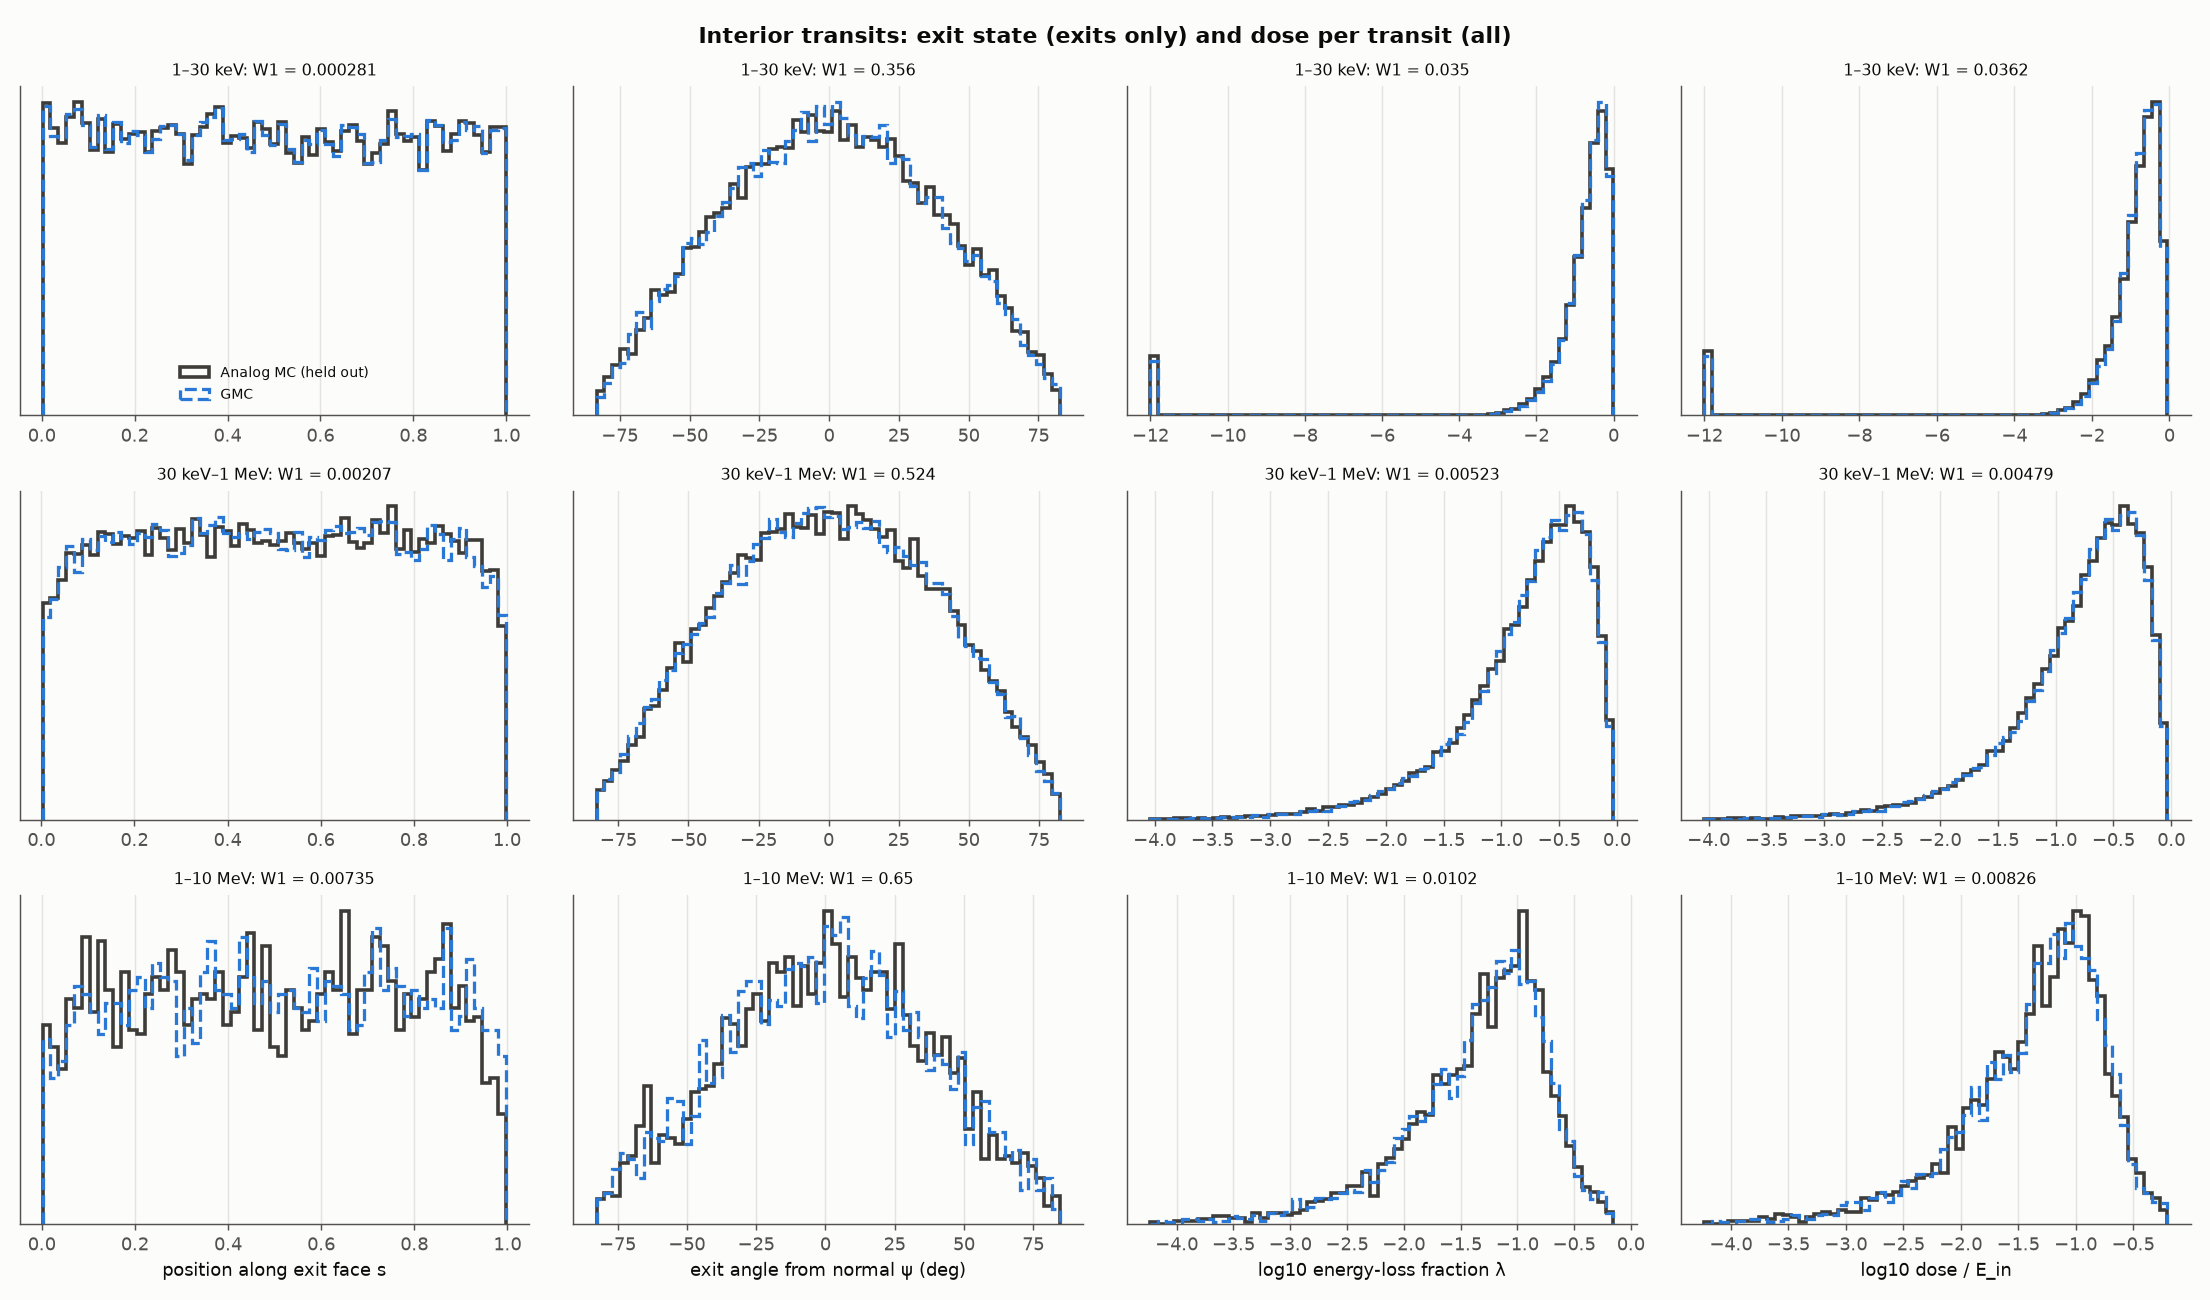 Interior transits: exit state (exits only) and dose per transit (all)
1–30 keV: W1 = 0.000281
1–30 keV: W1 = 0.356
1–30 keV: W1 = 0.035
1–30 keV: W1 = 0.0362
Analog MC (held out)
GMC
0.0 0.2 0.4 0.6 0.8 1.0
−75 −50 −25 0 25 50 75
−12 −10 −8 −6 −4 −2 0
−12 −10 −8 −6 −4 −2 0
30 keV–1 MeV: W1 = 0.00207
30 keV–1 MeV: W1 = 0.524
30 keV–1 MeV: W1 = 0.00523
30 keV–1 MeV: W1 = 0.00479
0.0 0.2 0.4 0.6 0.8 1.0
−75 −50 −25 0 25 50 75
−4.0 −3.5 −3.0 −2.5 −2.0 −1.5 −1.0 −0.5 0.0
−4.0 −3.5 −3.0 −2.5 −2.0 −1.5 −1.0 −0.5 0.0
1–10 MeV: W1 = 0.00735
1–10 MeV: W1 = 0.65
1–10 MeV: W1 = 0.0102
1–10 MeV: W1 = 0.00826
0.0 0.2 0.4 0.6 0.8 1.0
−75 −50 −25 0 25 50 75
−4.0 −3.5 −3.0 −2.5 −2.0 −1.5 −1.0 −0.5 0.0
−4.0 −3.5 −3.0 −2.5 −2.0 −1.5 −1.0 −0.5
position along exit face s
exit angle from normal ψ (deg)
log10 energy-loss fraction λ
log10 dose / E_in